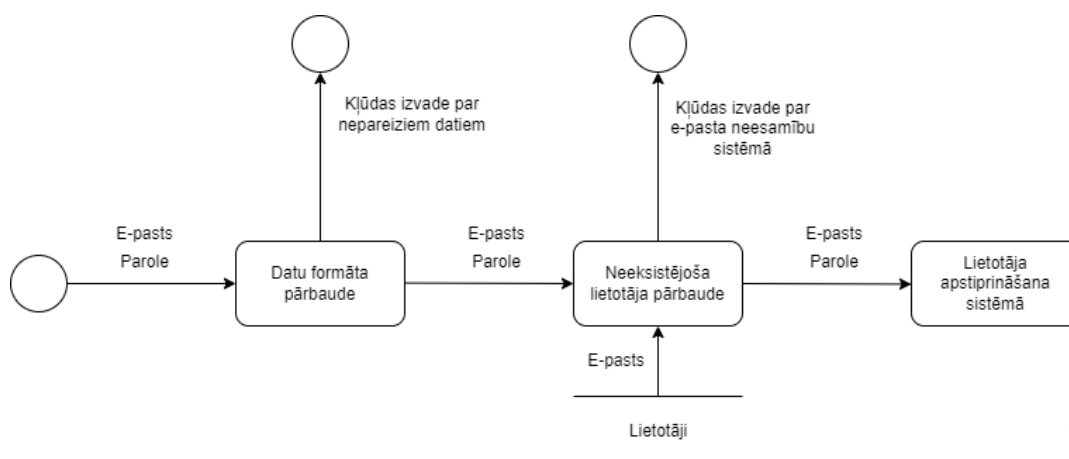 Kļūdas izvade par
nepareiziem datiem
Kļūdas izvade par
e-pasta neesamību
sistēmā
E-pasts
Parole
Datu formāta
pārbaude
E-pasts
Parole
Neeksistējoša
lietotāja pārbaude
E-pasts
Parole
Lietotāja
apstiprināšana
sistēmā
E-pasts
Lietotāji